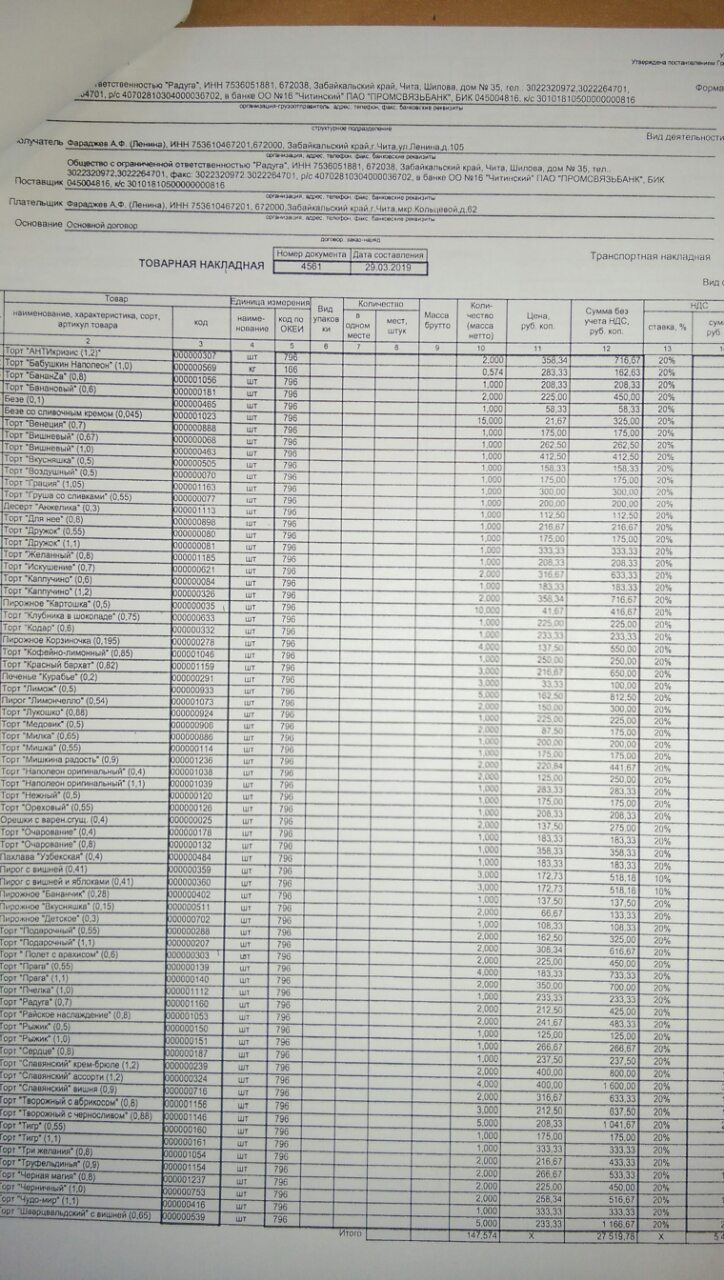 Утверждена постановлением Го
ветственностью "Радуга", ИНН 7536051881, 672038, Забайкальский край, Чита, Шилова, дом № 35, тел.: 3022320972,3022264701,
Форма
4701, р/с 40702810304000036702, в банке ОО №16 "Читинский" ПАО "ПРОМСВЯЗЬБАНК", БИК 045004816, к/с 30101810500000000816
организация-грузоотправитель, адрес, телефон, факс, банковские реквизиты
структурное подразделение
Вид деятельности
олучатель Фараджев А.Ф. (Ленина), ИНН 753610467201,672000, Забайкальский край,г.Чита,ул.Ленина,д.105
организация, адрес, телефон, факс, банковские реквизиты
Общество с ограниченной ответственностью "Радуга", ИНН 7536051881, 672038, Забайкальский край, Чита, Шилова, дом № 35, тел.:
3022320972,3022264701, факс: 3022320972 3022264701, р/с 40702810304000036702, в банке ОО №16 "Читинский" ПАО "ПРОМСВЯЗЬБАНК", БИК
Поставщик 045004816, к/с 30101810500000000816
организация, адрес, телефон, факс, банковские реквизиты
Плательщик Фараджев А.Ф. (Ленина), ИНН 753610467201, 672000,Забайкальский край,г.Чита,мкр.Кольцевой,д.62
организация, адрес, телефон, факс, банковские реквизиты
Основание Основной договор
договор, заказ-наряд
Номер документа Дата составления
Транспортная накладная
ТОВАРНАЯ НАКЛАДНАЯ 4561 29.03.2019
Вид о
Товар Единица измерения Вид упаков ки Количество Масса брутто Коли-чество (масса нетто) Цена, руб. коп. Сумма без учета НДС, руб. коп. НДС
наименование, характеристика, сорт, артикул товара код наиме-нование код по ОКЕИ в одном месте мест, штук ставка, % сум руб
2 3 4 5 6 7 8 9 10 11 12 13
Торт "АНТИкризис (1,2)" 000000307 шт 796 2,000 358,34 716,67 20%
Торт "Бабушкин Наполеон" (1,0) 000000569 кг 166 0,574 283,33 162,63 20%
Торт "БананZа" (0,8) 000001056 шт 796 1,000 208,33 208,33 20%
Торт "Банановый" (0,6) 000000181 шт 796 2,000 225,00 450,00 20%
Безе (0,1) 000000465 шт 796 1,000 58,33 58,33 20%
Безе со сливочным кремом (0,045) 000001023 шт 796 15,000 21,67 325,00 20%
Торт "Венеция" (0,7) 000000888 шт 796 1,000 175,00 175,00 20%
Торт "Вишневый" (0,67) 000000068 шт 796 1,000 262,50 262,50 20%
Торт "Вишневый" (1,0) 000000463 шт 796 1,000 412,50 412,50 20%
Торт "Вкусняшка" (0,5) 000000505 шт 796 1,000 158,33 158,33 20%
Торт "Воздушный" (0,5) 000000070 шт 796 1,000 175,00 175,00 20%
Торт "Грация" (1,05) 000001163 шт 796 1,000 300,00 300,00 20%
Торт "Груша со сливками" (0,55) 000000077 шт 796 1,000 200,00 200,00 20%
Десерт "Анжелика" (0,3) 000001113 шт 796 1,000 112,50 112,50 20%
Торт "Для нее" (0,8) 000000898 шт 796 1,000 216,67 216,67 20%
Торт "Дружок" (0,55) 000000080 шт 796 1,000 175,00 175,00 20%
Торт "Дружок" (1,1) 000000081 шт 796 1,000 333,33 333,33 20%
Торт "Желанный" (0,8) 000001185 шт 796 1,000 208,33 208,33 20%
Торт "Искушение" (0,7) 000000621 шт 796 2,000 316,67 633,33 20%
Торт "Каппучино" (0,6) 000000084 шт 796 1,000 183,33 183,33 20%
Торт "Каппучино" (1,2) 000000326 шт 796 2,000 358,34 716,67 20%
Пирожное "Картошка" (0,5) 000000035 шт 796 10,000 41,67 416,67 20%
Торт "Клубника в шоколаде" (0,75) 000000633 шт 796 1,000 225,00 225,00 20%
Торт "Кодар" (0,6) 000000332 шт 796 1,000 233,33 233,33 20%
Пирожное Корзиночка (0,195) 000000278 шт 796 4,000 137,50 550,00 20%
Торт "Кофейно-лимонный" (0,85) 000001046 шт 796 1,000 250,00 250,00 20%
Торт "Красный бархат" (0,82) 000001159 шт 796 3,000 216,67 650,00 20%
Печенье "Курабье" (0,2) 000000291 шт 796 3,000 33,33 100,00 20%
Торт "Лимож" (0,5) 000000933 шт 796 5,000 162,50 812,50 20%
Пирог "Лимончелло" (0,54) 000001073 шт 796 2,000 150,00 300,00 20%
Торт "Лукошко" (0,88) 000000924 шт 796 1,000 225,00 225,00 20%
Торт "Медовик" (0,5) 000000906 шт 796 2,000 87,50 175,00 20%
Торт "Милка" (0,65) 000000886 шт 796 1,000 200,00 200,00 20%
Торт "Мишка" (0,55) 000000114 шт 796 1,000 175,00 175,00 20%
Торт "Мишкина радость" (0,9) 000001236 шт 796 2,000 220,84 441,67 20%
Торт "Наполеон оригинальный" (0,4) 000001038 шт 796 2,000 125,00 250,00 20%
Торт "Наполеон оригинальный" (1,1) 000001039 шт 796 1,000 283,33 283,33 20%
Торт "Нежный" (0,5) 000000120 шт 796 1,000 175,00 175,00 20%
Торт "Ореховый" (0,55) 000000126 шт 796 1,000 208,33 208,33 20%
Орешки с варен.сгущ. (0,4) 000000025 шт 796 2,000 137,50 275,00 20%
Торт "Очарование" (0,4) 000000178 шт 796 1,000 183,33 183,33 20%
Торт "Очарование" (0,8) 000000132 шт 796 1,000 358,33 358,33 20%
Пахлава "Узбекская" (0,4) 000000484 шт 796 1,000 183,33 183,33 20%
Пирог с вишней (0,41) 000000359 шт 796 3,000 172,73 518,18 10%
Пирог с вишней и яблоками (0,41) 000000360 шт 796 3,000 172,73 518,18 10%
Пирожное "Бананчик" (0,28) 000000402 шт 796 1,000 137,50 137,50 20%
Пирожное "Вкусняшка" (0,15) 000000511 шт 796 2,000 66,67 133,33 20%
Пирожное "Детское" (0,3) 000000702 шт 796 1,000 108,33 108,33 20%
Торт "Подарочный" (0,55) 000000288 шт 796 2,000 162,50 325,00 20%
Торт "Подарочный" (1,1) 000000207 шт 796 2,000 308,34 616,67 20%
Торт " Полет с арахисом" (0,6) 000000303 шт 796 2,000 225,00 450,00 20%
Торт "Прага" (0,55) 000000139 шт 796 4,000 183,33 733,33 20%
Торт "Прага" (1,1) 000000140 шт 796 2,000 350,00 700,00 20%
Торт "Пчелка" (1,0) 000001112 шт 796 1,000 233,33 233,33 20%
Торт "Радуга" (0,7) 000001160 шт 796 2,000 212,50 425,00 20%
Торт "Райское наслаждение" (0,8) 000001053 шт 796 2,000 241,67 483,33 20%
Торт "Рыжик" (0,5) 000000150 шт 796 1,000 125,00 125,00 20%
Торт "Рыжик" (1,0) 000000151 шт 796 1,000 266,67 266,67 20%
Торт "Сердце" (0,8) 000000187 шт 796 1,000 237,50 237,50 20%
Торт "Славянский" крем-брюле (1,2) 000000239 шт 796 2,000 400,00 800,00 20%
Торт "Славянский" ассорти (1,2) 000000324 шт 796 4,000 400,00 1 600,00 20%
Торт "Славянский" вишня (0,9) 000000716 шт 796 2,000 316,67 633,33 20%
Торт "Творожный с абрикосом" (0,8) 000001156 шт 796 3,000 212,50 637,50 20%
Торт "Творожный с черносливом" (0,88) 000001146 шт 796 5,000 208,33 1 041,67 20%
Торт "Тигр" (0,55) 000000160 шт 796 1,000 175,00 175,00 20%
Торт "Тигр" (1,1) 000000161 шт 796 1,000 333,33 333,33 20%
Торт "Три желания" (0,8) 000001054 шт 796 2,000 216,67 433,33 20%
Торт "Труфельдинья" (0,9) 000001154 шт 796 2,000 266,67 533,33 20%
Торт "Черная магия" (0,8) 000001237 шт 796 2,000 225,00 450,00 20%
Торт "Черничный" (1,0) 000000753 шт 796 2,000 258,34 516,67 20%
Торт "Чудо-мир" (1,1) 000000416 шт 796 1,000 333,33 333,33 20%
орт "Шварцвальдский" с вишней (0,65) 000000539 шт 796 5,000 233,33 1 166,67 20%
Итого 147,574 X 27 519,78 X 5 4